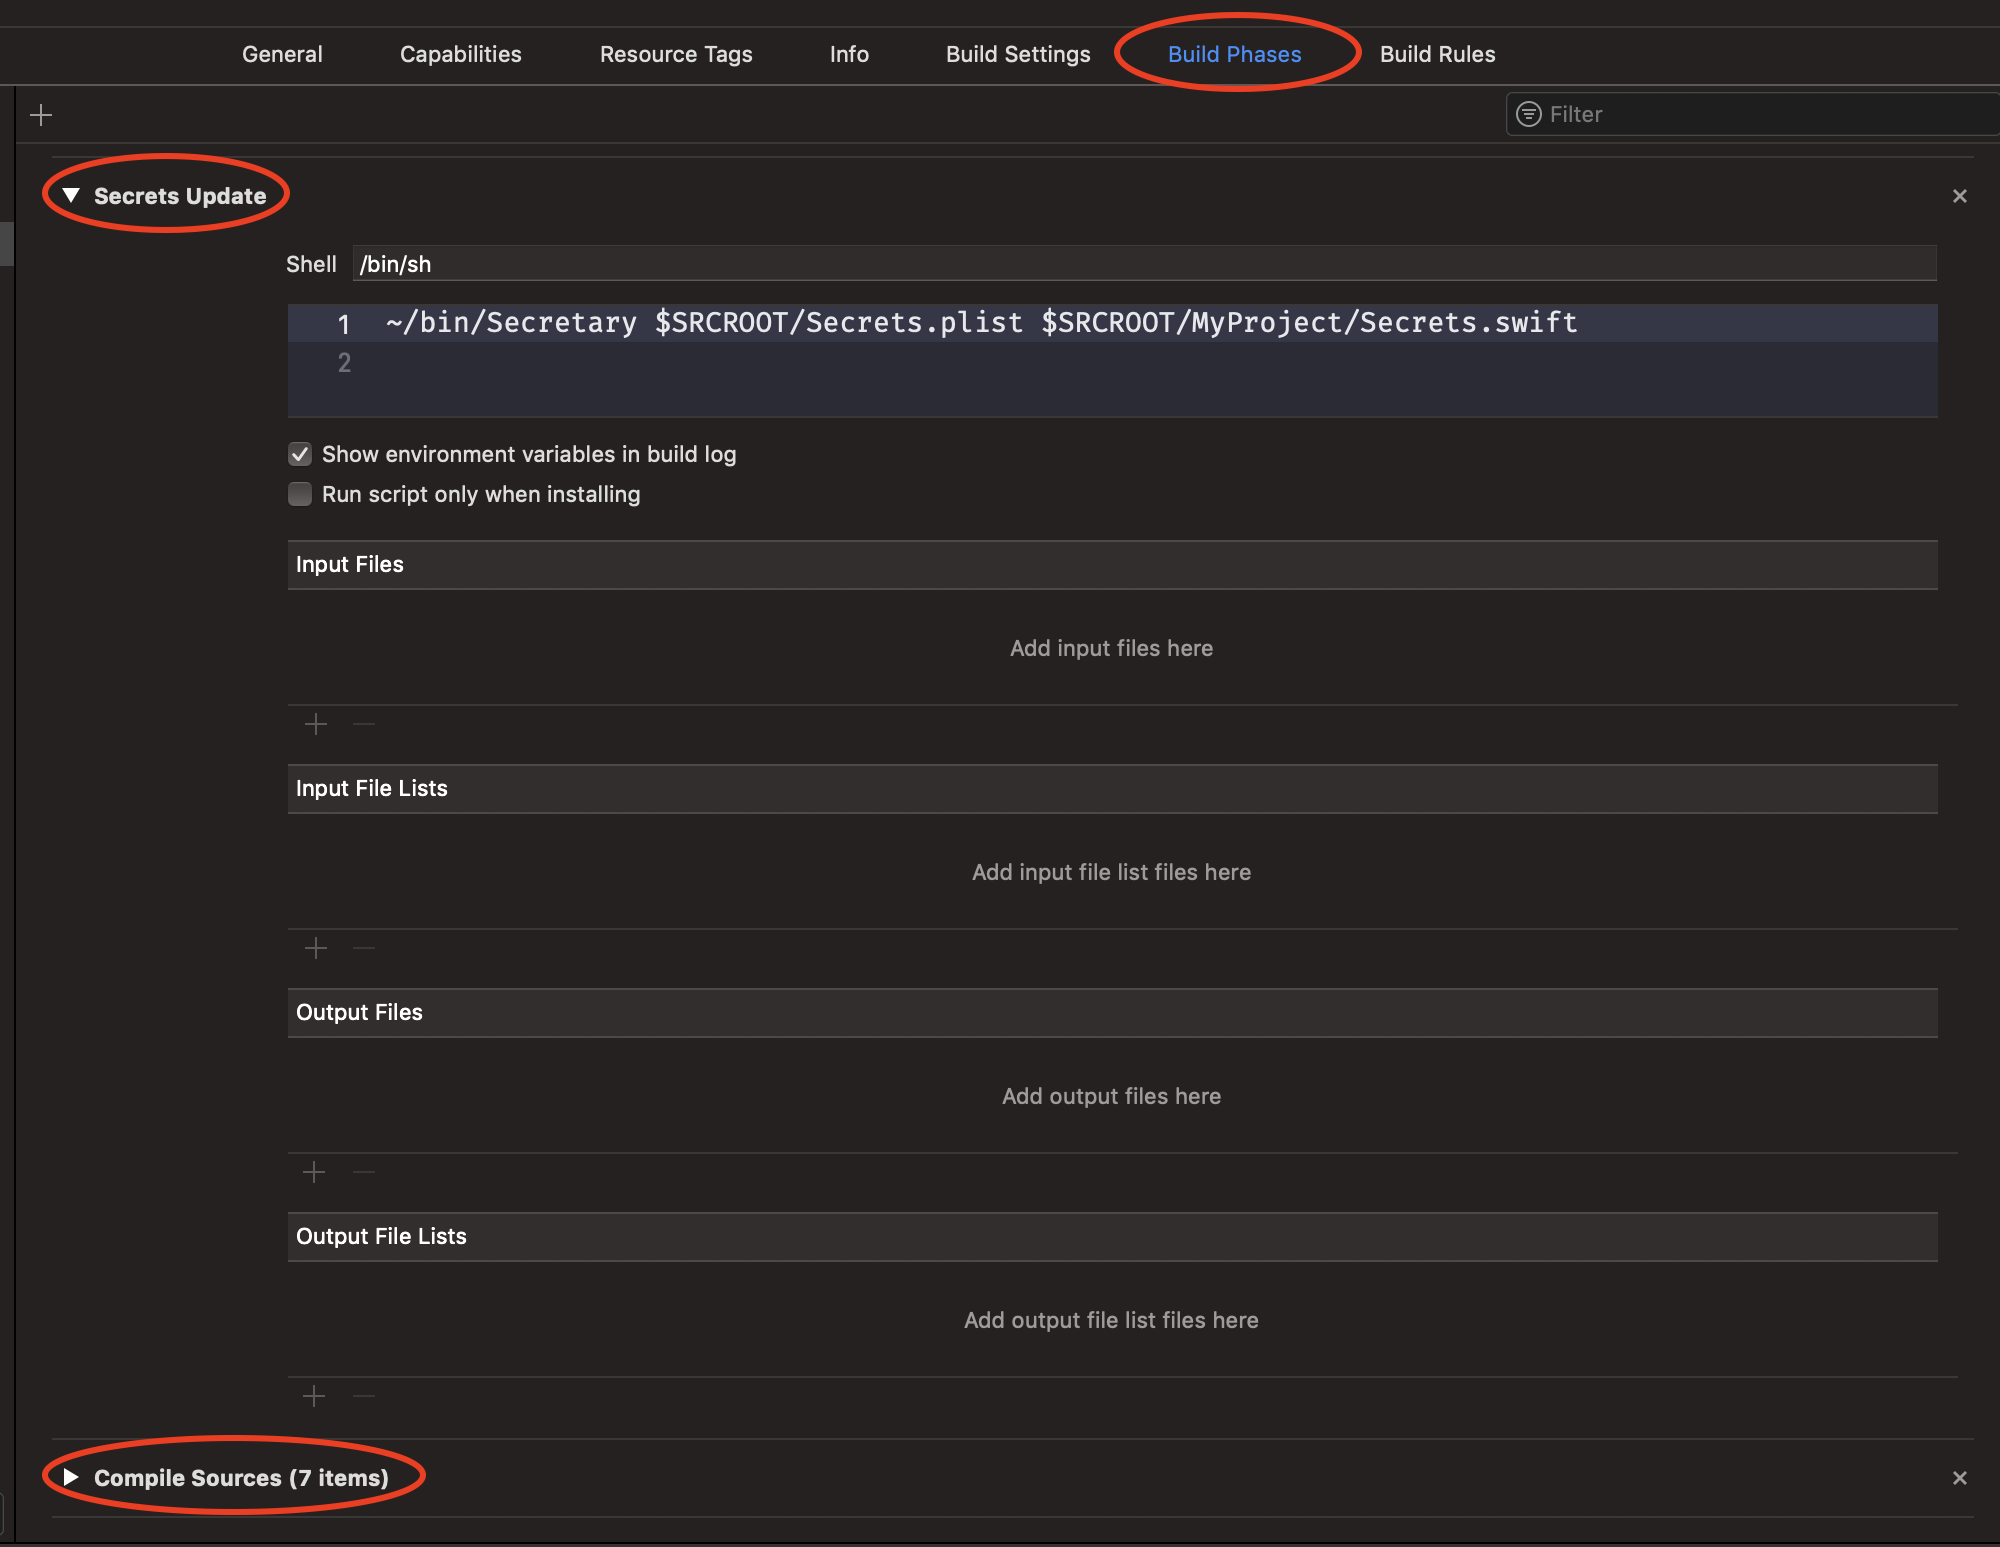 General
Capabilities
Resource Tags
Info
Build Settings
Build Phases
Build Rules
Filter
Secrets Update
Shell
/bin/sh
1 ~/bin/Secretary $SRCROOT/Secrets.plist $SRCROOT/MyProject/Secrets.swift
2
Show environment variables in build log
Run script only when installing
Input Files
Add input files here
Input File Lists
Add input file list files here
Output Files
Add output files here
Output File Lists
Add output file list files here
Compile Sources (7 items)